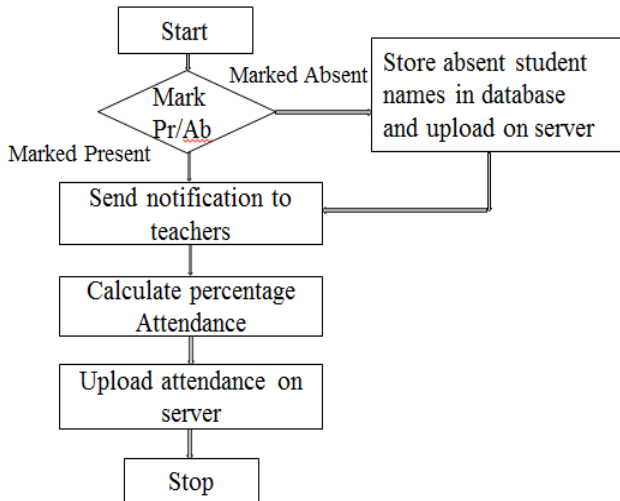 Start
Marked Absent
Store absent student
names in database
and upload on server
Mark
Pr/Ab
Marked Present
Send notification to
teachers
Calculate percentage
Attendance
Upload attendance on
server
Stop